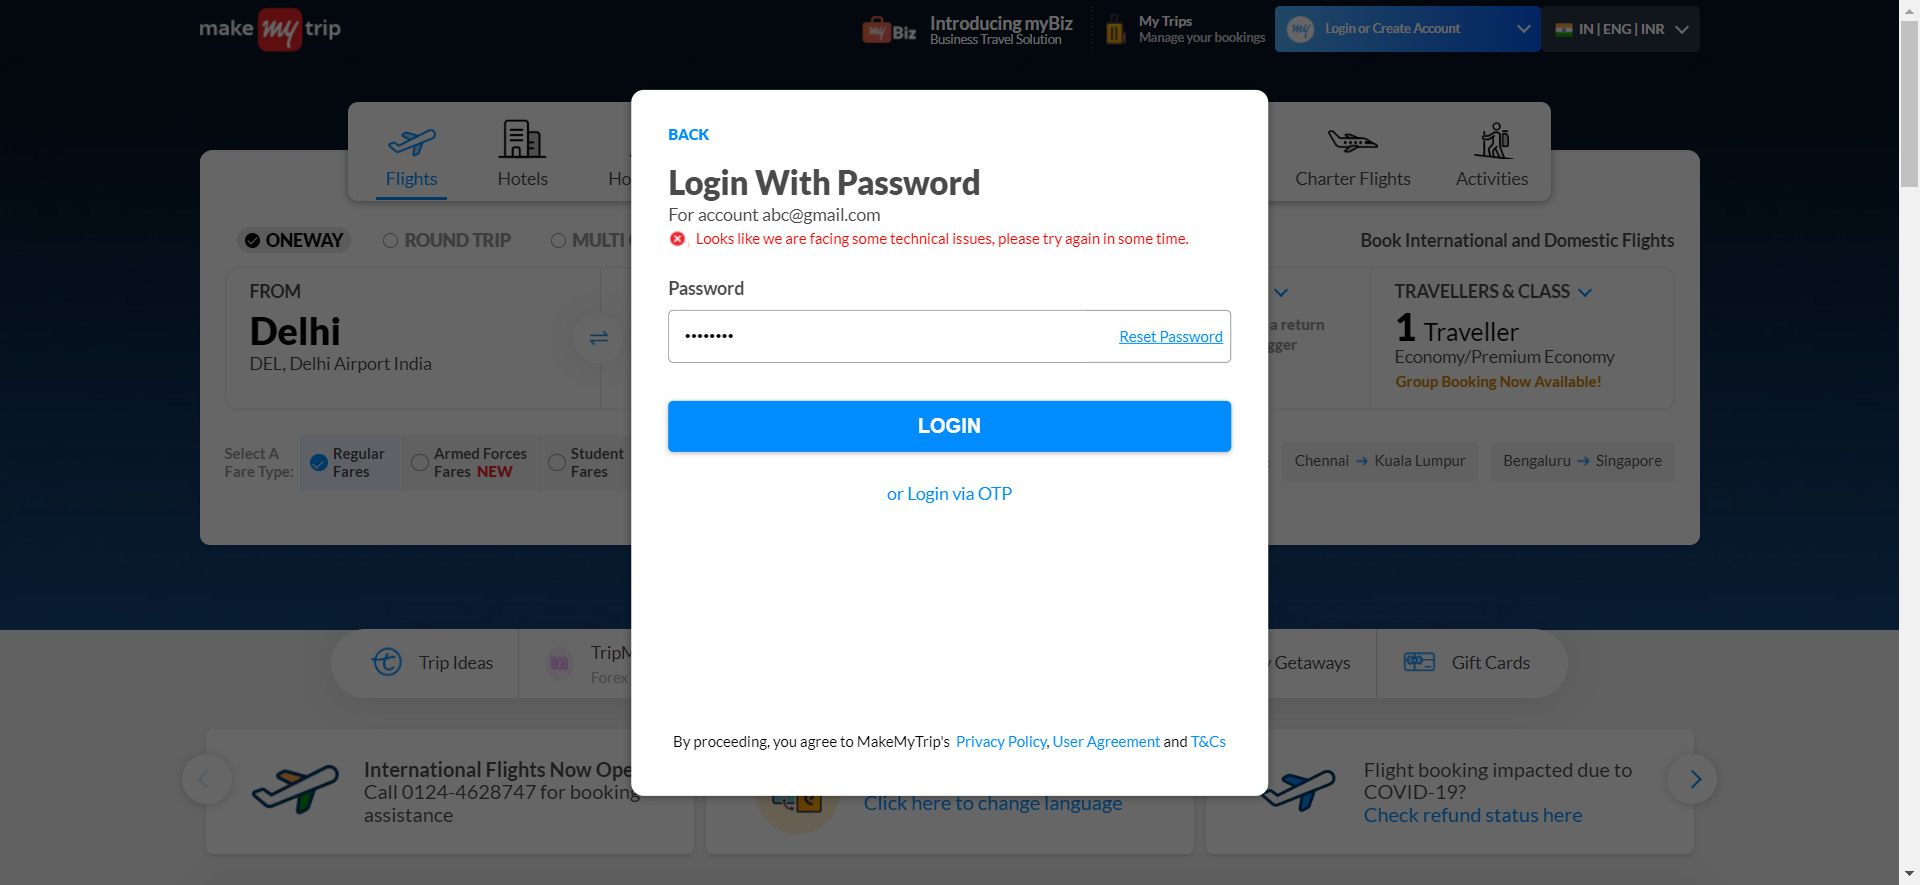 make my trip
my Biz
Introducing myBiz
Business Travel Solution
My Trips
Manage your bookings
my
Login or Create Account
IN | ENG | INR
Flights
Hotels
Ho
Charter Flights
Activities
ONEWAY
ROUND TRIP
MULTI
Book International and Domestic Flights
FROM
Delhi
DEL, Delhi Airport India
a return
gger
TRAVELLERS & CLASS
1 Traveller
Economy/Premium Economy
Group Booking Now Available!
Select A
Fare Type:
Regular
Fares
Armed Forces
Fares NEW
Student
Fares
Chennai → Kuala Lumpur
Bengaluru → Singapore
BACK
Login With Password
For account abc@gmail.com
Looks like we are facing some technical issues, please try again in some time.
Password
••••••••
Reset Password
LOGIN
or Login via OTP
By proceeding, you agree to MakeMyTrip's Privacy Policy, User Agreement and T&Cs
Trip Ideas
TripM
Forex
Getaways
Gift Cards
International Flights Now Ope
Call 0124-4628747 for booking
assistance
Click here to change language
Flight booking impacted due to
COVID-19?
Check refund status here